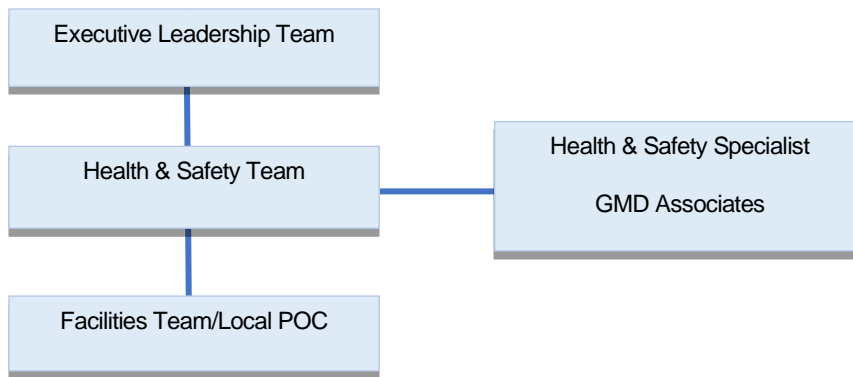 Executive Leadership Team
Health & Safety Team
Health & Safety Specialist
GMD Associates
Facilities Team/Local POC